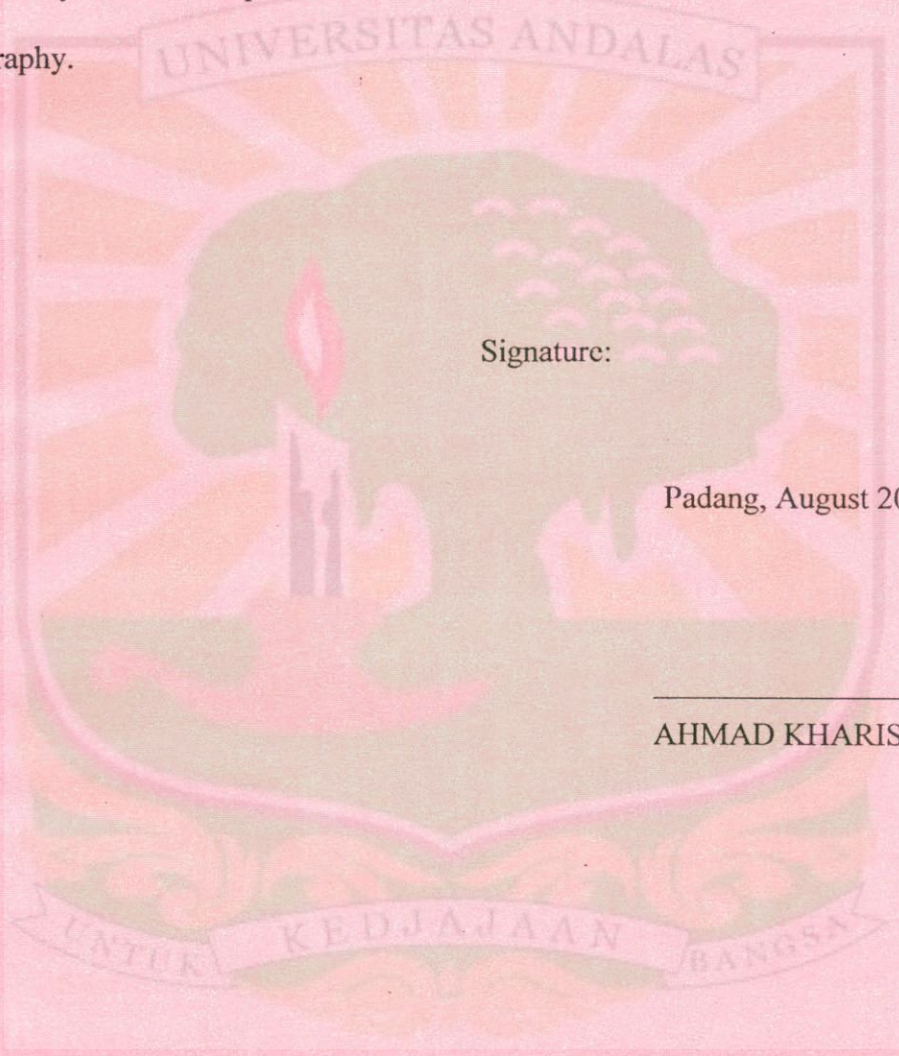 UNIVERSITAS ANDALAS
raphy.
Signature:
Padang, August 20
AHMAD KHARIS
UNTUK KEDJAJAAN BANGSA